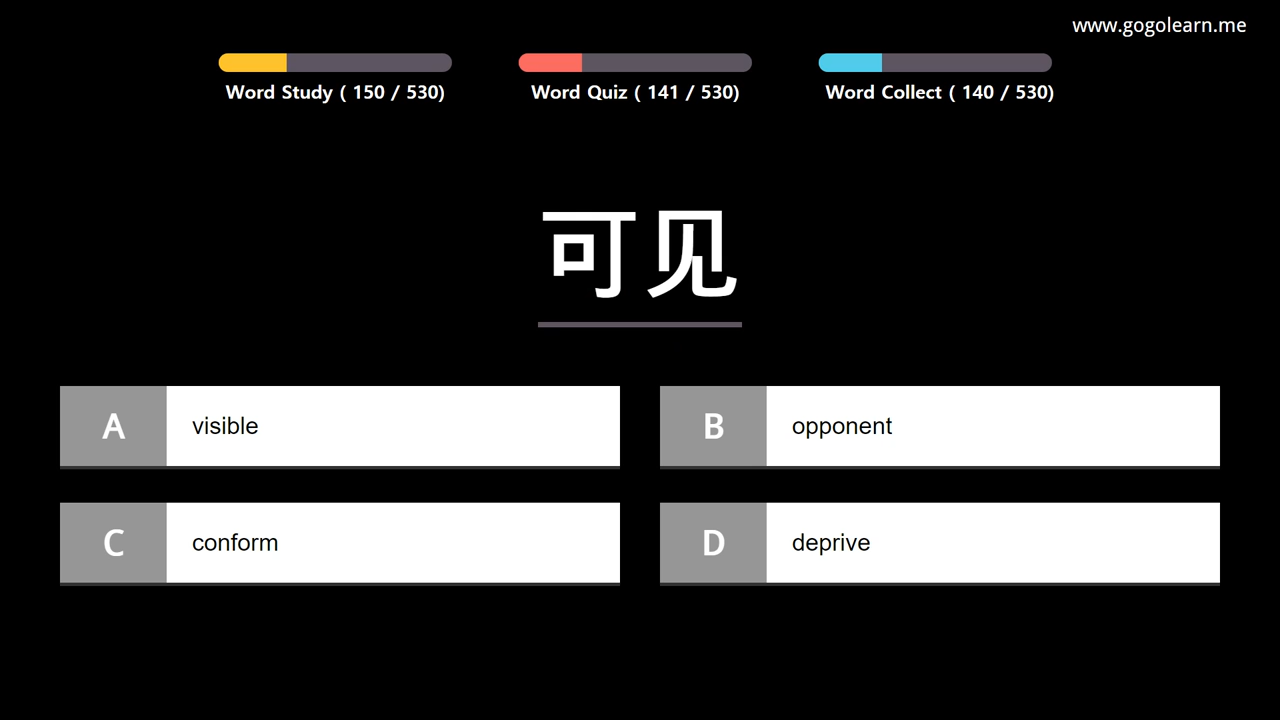 www.gogolearn.me
Word Study ( 150 / 530)
Word Quiz ( 141 / 530)
Word Collect ( 140 / 530)
可见
A visible
B opponent
C conform
D deprive